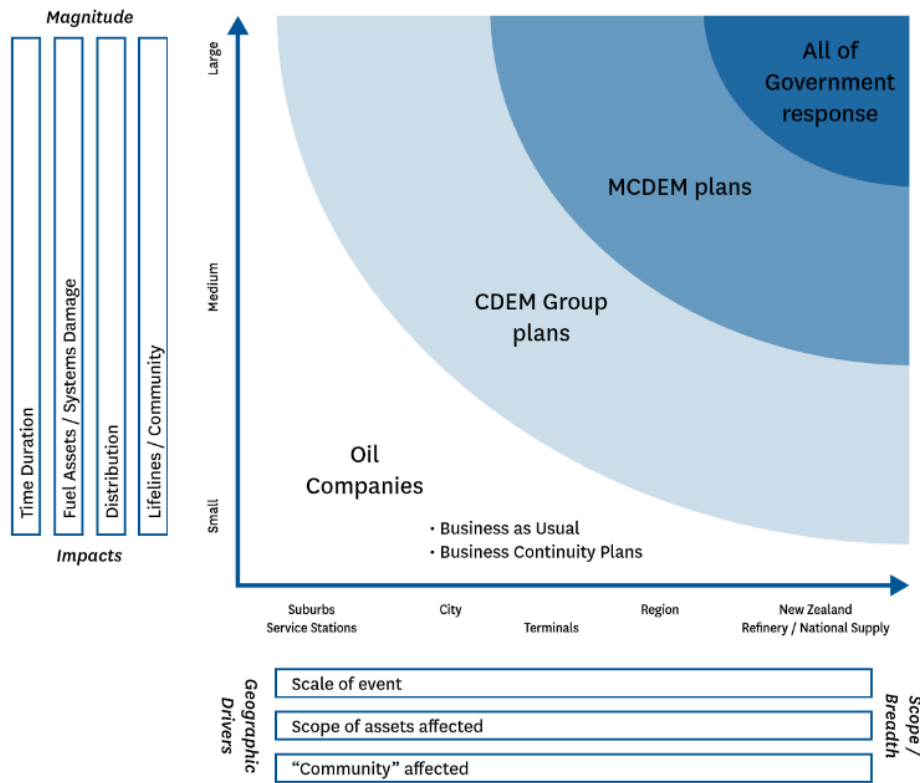 Magnitude
Time Duration
Fuel Assets / Systems Damage
Distribution
Lifelines / Community
Impacts
Large
Medium
Small
All of
Government
response
MCDEM plans
CDEM Group
plans
Oil
Companies
· Business as Usual
· Business Continuity Plans
Suburbs
Service Stations
City
Terminals
Region
New Zealand
Refinery / National Supply
Geographic
Drivers
Scale of event
Scope of assets affected
“Community” affected
Scope /
Breadth